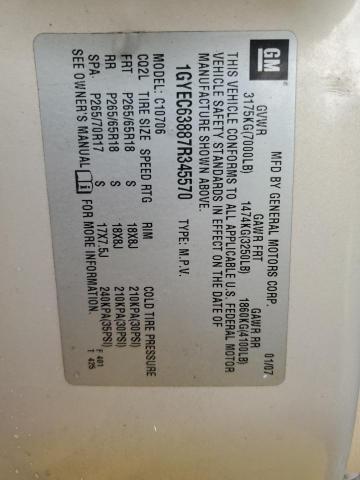 GM
MFD BY GENERAL MOTORS CORP. 01/07
GVWR GAWR FRT GAWR RR
3175KG(7000LB) 1474KG(3250LB) 1860KG(4100LB)
THIS VEHICLE CONFORMS TO ALL APPLICABLE U.S. FEDERAL MOTOR
VEHICLE SAFETY STANDARDS IN EFFECT ON THE DATE OF
MANUFACTURE SHOWN ABOVE.
1GYEC63887R345570 TYPE: M.P.V.
MODEL: C10706
CQ2L TIRE SIZE SPEED RTG RIM COLD TIRE PRESSURE
FRT P265/65R18 S 18X8J 210KPA(30PSI)
RR P265/65R18 S 18X8J 210KPA(30PSI)
SPA P265/70R17 S 17X7.5J 240KPA(35PSI)
SEE OWNER'S MANUAL i FOR MORE INFORMATION. F 401
T 425